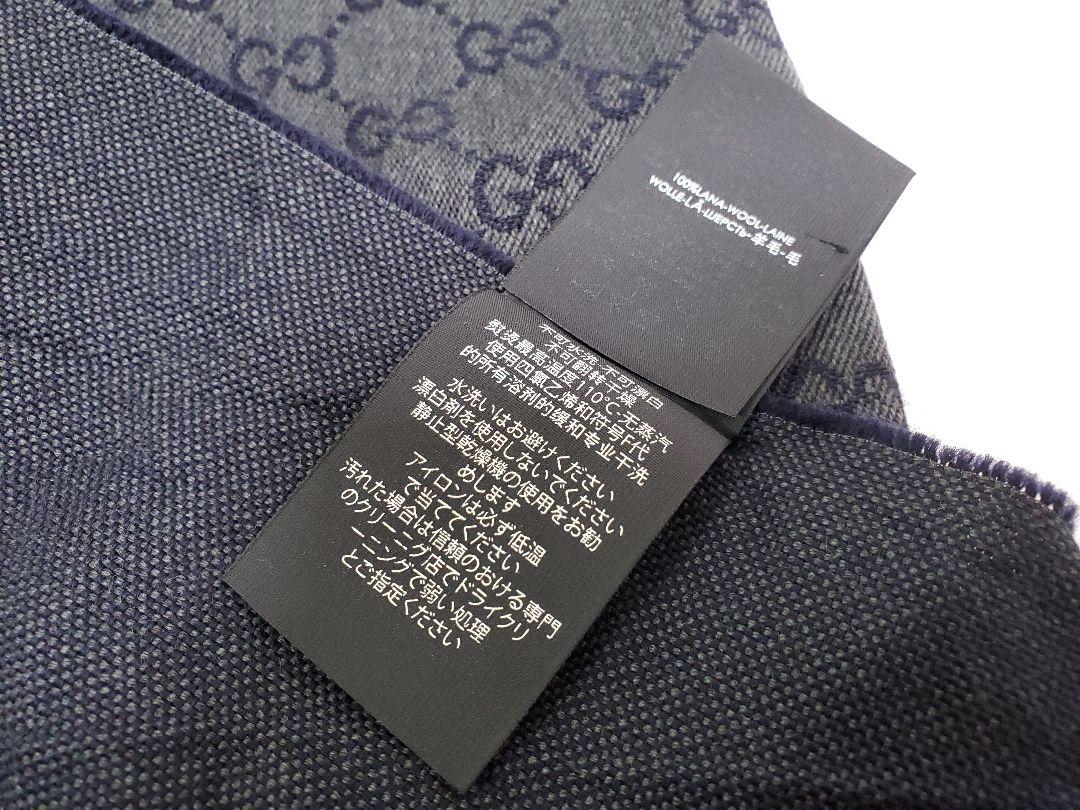 100%LANA-WOOL-LAINE
WOLLE-LÃ-ШЕРСТЬ-羊毛-毛
不可水洗 不可漂白
不可翻转干燥
熨烫最高温度110°C-无蒸汽
使用四氯乙烯和符号F代
的所有溶剂的缓和专业干洗
水洗いはお避けください
漂白剤を使用しないでください
静止型乾燥機の使用をお勧
めします
アイロンは必ず低温
で当ててください
汚れた場合は信頼のおける専門
のクリーニング店でドライクリ
ーニングで弱い処理
とご指定ください